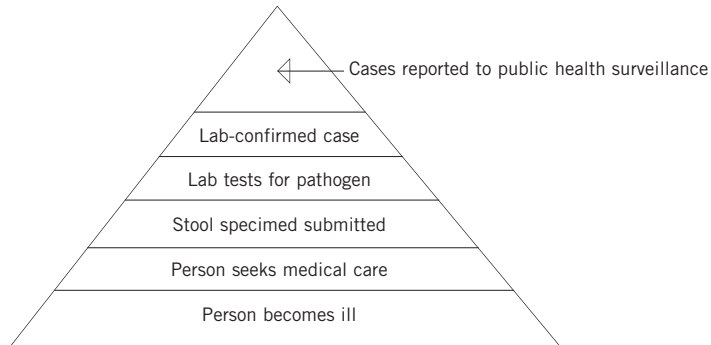 Cases reported to public health surveillance
Lab-confirmed case
Lab tests for pathogen
Stool specimed submitted
Person seeks medical care
Person becomes ill